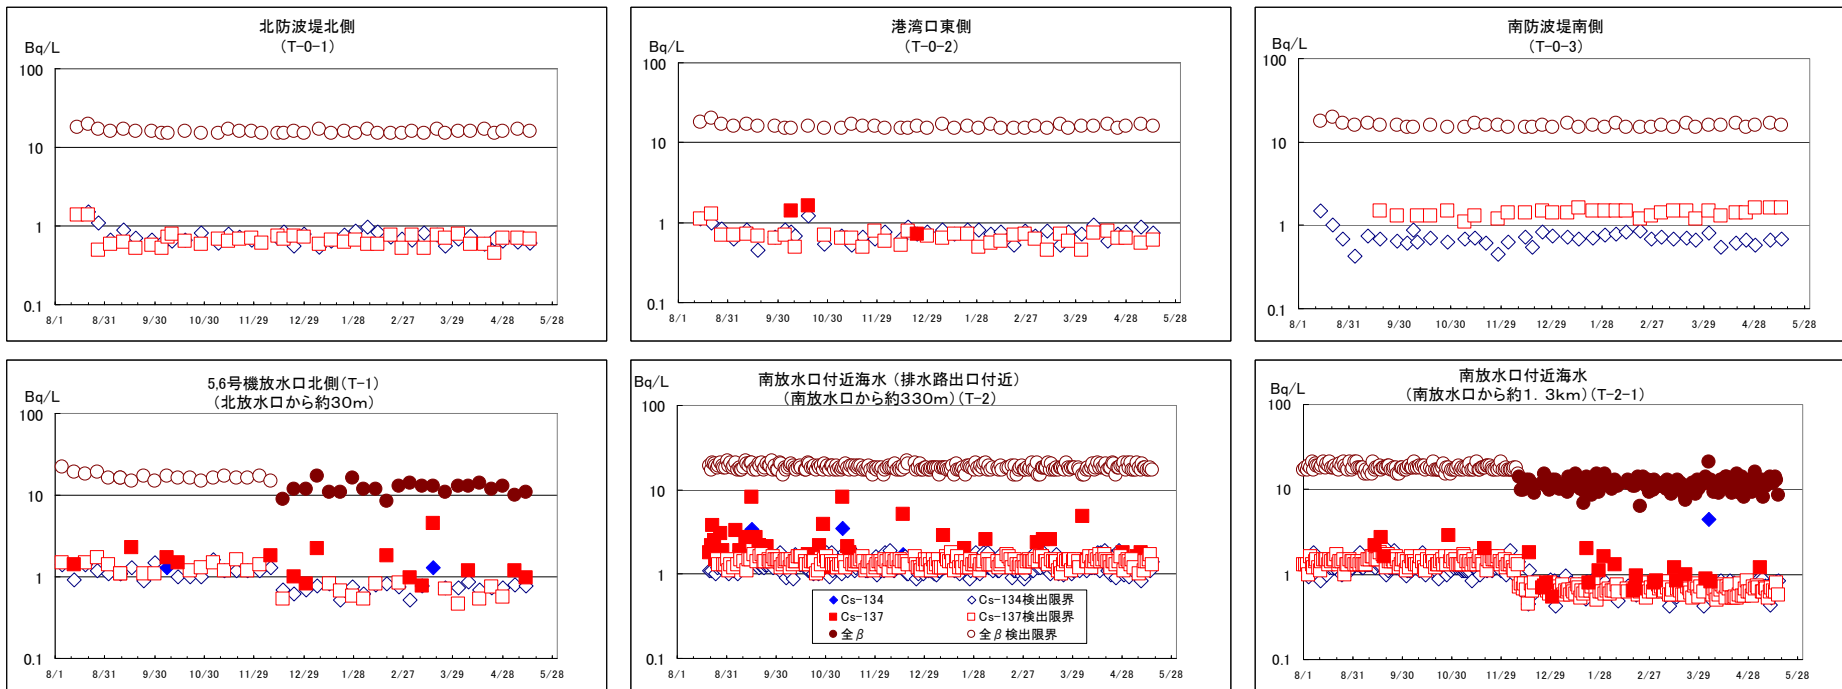 北防波堤北側
(T-0-1)
Bq/L
100
10
1
0.1
8/1 8/31 9/30 10/30 11/29 12/29 1/28 2/27 3/29 4/28 5/28
港湾口東側
(T-0-2)
Bq/L
100
10
1
0.1
8/1 8/31 9/30 10/30 11/29 12/29 1/28 2/27 3/29 4/28 5/28
南防波堤南側
(T-0-3)
Bq/L
100
10
1
0.1
8/1 8/31 9/30 10/30 11/29 12/29 1/28 2/27 3/29 4/28 5/28
5,6号機放水口北側(T-1)
(北放水口から約30m)
Bq/L
100
10
1
0.1
8/1 8/31 9/30 10/30 11/29 12/29 1/28 2/27 3/29 4/28 5/28
南放水口付近海水(排水路出口付近)
(南放水口から約330m)(T-2)
Bq/L
100
10
1
0.1
Cs-134 Cs-134検出限界
Cs-137 Cs-137検出限界
全β 全β検出限界
8/1 8/31 9/30 10/30 11/29 12/29 1/28 2/27 3/29 4/28 5/28
南放水口付近海水
(南放水口から約1.3km)(T-2-1)
Bq/L
100
10
1
0.1
8/1 8/31 9/30 10/30 11/29 12/29 1/28 2/27 3/29 4/28 5/28